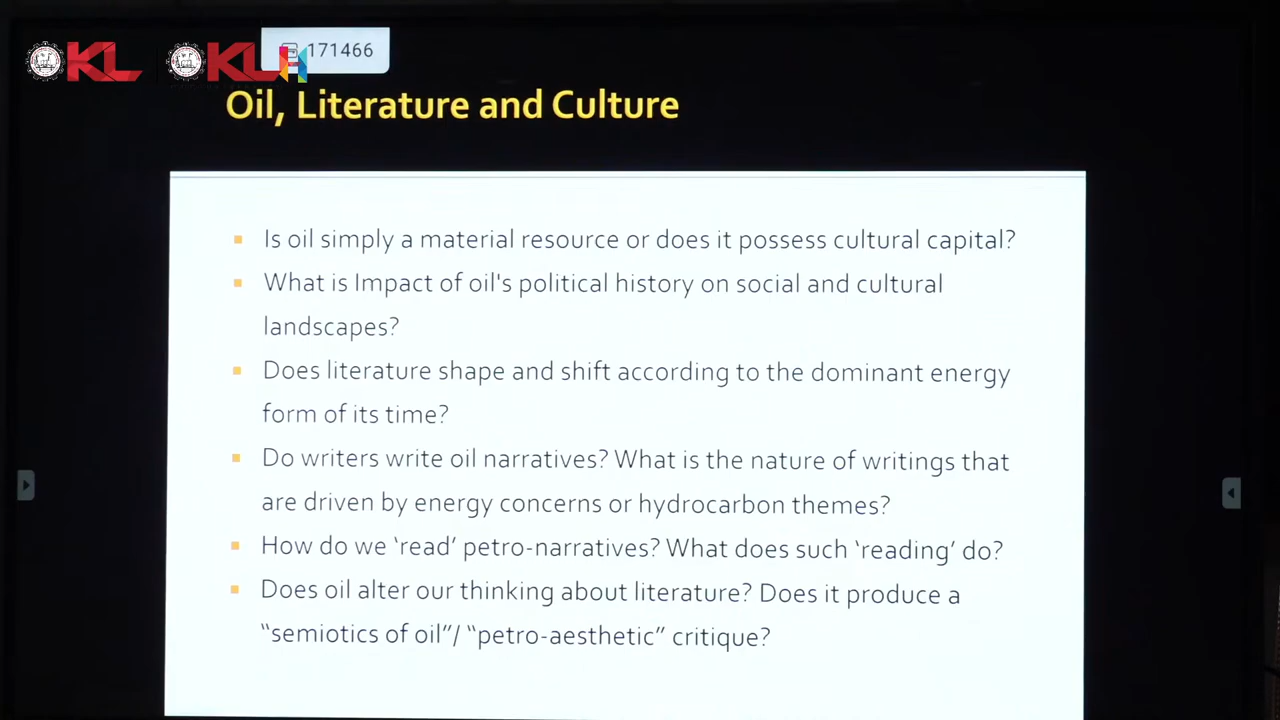 KL
KLH
171466
Oil, Literature and Culture
Is oil simply a material resource or does it possess cultural capital?
What is Impact of oil's political history on social and cultural
landscapes?
Does literature shape and shift according to the dominant energy
form of its time?
Do writers write oil narratives? What is the nature of writings that
are driven by energy concerns or hydrocarbon themes?
How do we ‘read’ petro-narratives? What does such ‘reading’ do?
Does oil alter our thinking about literature? Does it produce a
“semiotics of oil”/ “petro-aesthetic” critique?